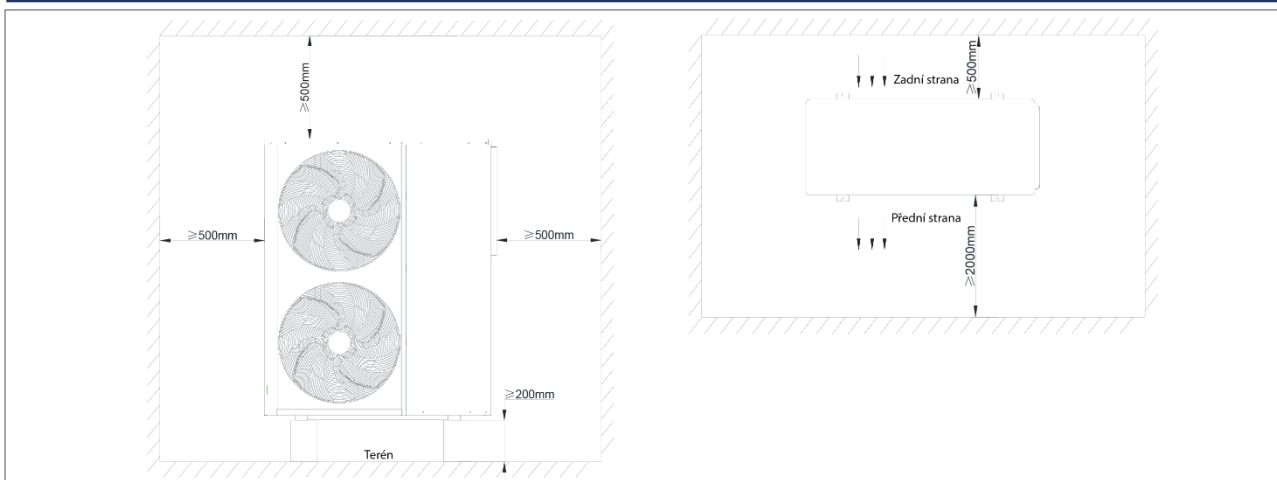 ≥500mm
≥500mm
≥500mm
≥200mm
Terén
≥500mm
Zadní strana
Přední strana
≥2000mm